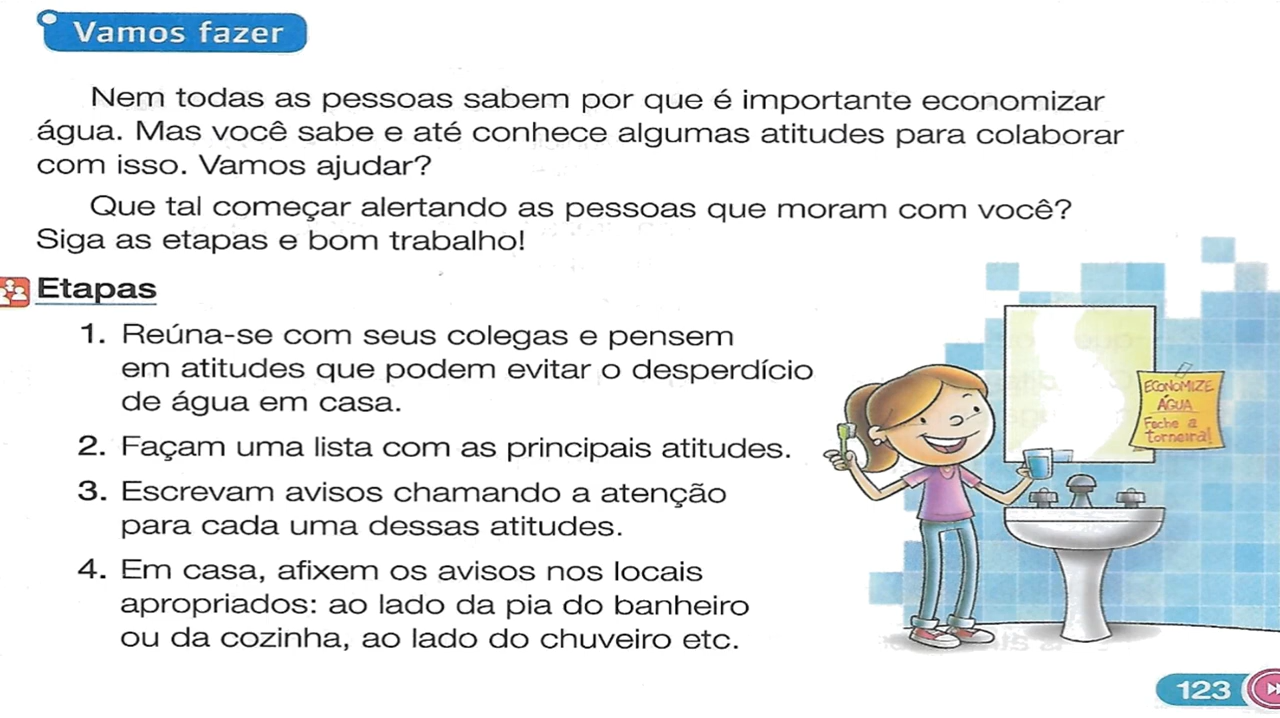 Vamos fazer
Nem todas as pessoas sabem por que é importante economizar
água. Mas você sabe e até conhece algumas atitudes para colaborar
com isso. Vamos ajudar?
Que tal começar alertando as pessoas que moram com você?
Siga as etapas e bom trabalho!
Etapas
1. Reúna-se com seus colegas e pensem
em atitudes que podem evitar o desperdício
de água em casa.
2. Façam uma lista com as principais atitudes.
3. Escrevam avisos chamando a atenção
para cada uma dessas atitudes.
4. Em casa, afixem os avisos nos locais
apropriados: ao lado da pia do banheiro
ou da cozinha, ao lado do chuveiro etc.
ECONOMIZE
ÁGUA
Feche a
torneira!
123